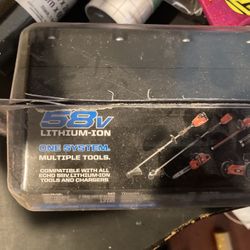 58V
LITHIUM-ION
ONE SYSTEM.
MULTIPLE TOOLS.
COMPATIBLE WITH ALL
ECHO 58V LITHIUM-ION
TOOLS AND CHARGERS